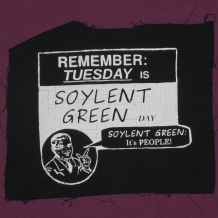 REMEMBER:
TUESDAY IS
SOYLENT
GREEN DAY
SOYLENT GREEN:
It's PEOPLE!